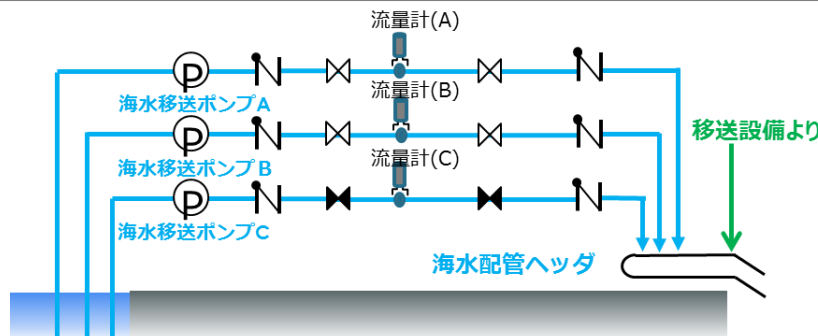 流量計(A)
P
海水移送ポンプA
流量計(B)
P
海水移送ポンプB
移送設備より
流量計(C)
P
海水移送ポンプC
海水配管ヘッダ